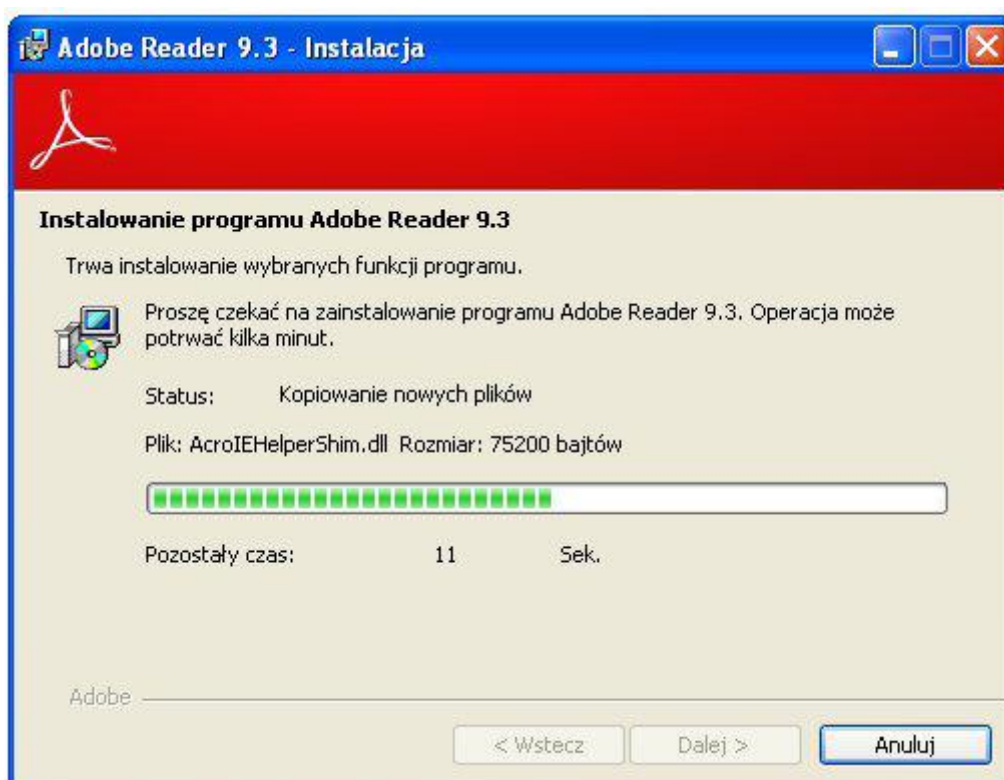 Adobe Reader 9.3 - Instalacja
Instalowanie programu Adobe Reader 9.3
Trwa instalowanie wybranych funkcji programu.
Proszę czekać na zainstalowanie programu Adobe Reader 9.3. Operacja może
potrwać kilka minut.
Status: Kopiowanie nowych plików
Plik: AcroIEHelperShim.dll Rozmiar: 75200 bajtów
Pozostały czas: 11 Sek.
Adobe
< Wstecz Dalej > Anuluj